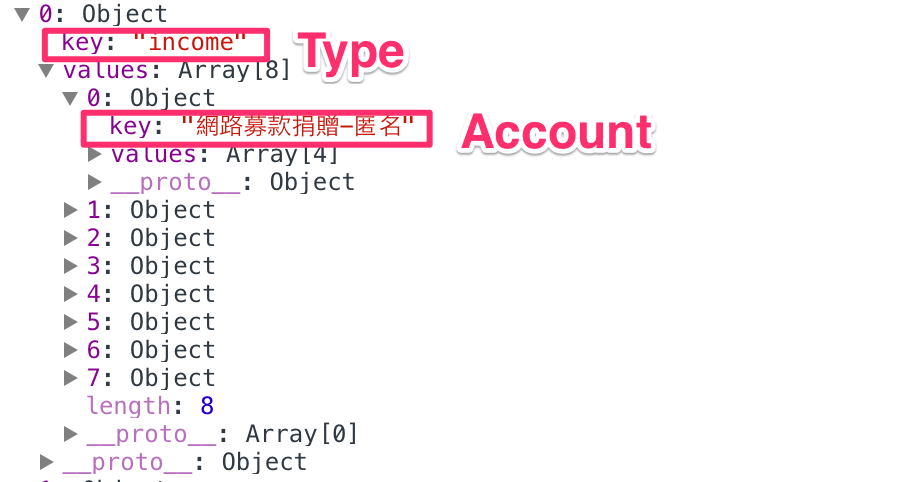 ▼ 0: Object
key: "income" Type
▼ values: Array[8]
▼ 0: Object
key: "網路募款捐贈-匿名" Account
▶ values: Array[4]
▶ __proto__: Object
▶ 1: Object
▶ 2: Object
▶ 3: Object
▶ 4: Object
▶ 5: Object
▶ 6: Object
▶ 7: Object
length: 8
▶ __proto__: Array[0]
▶ __proto__: Object